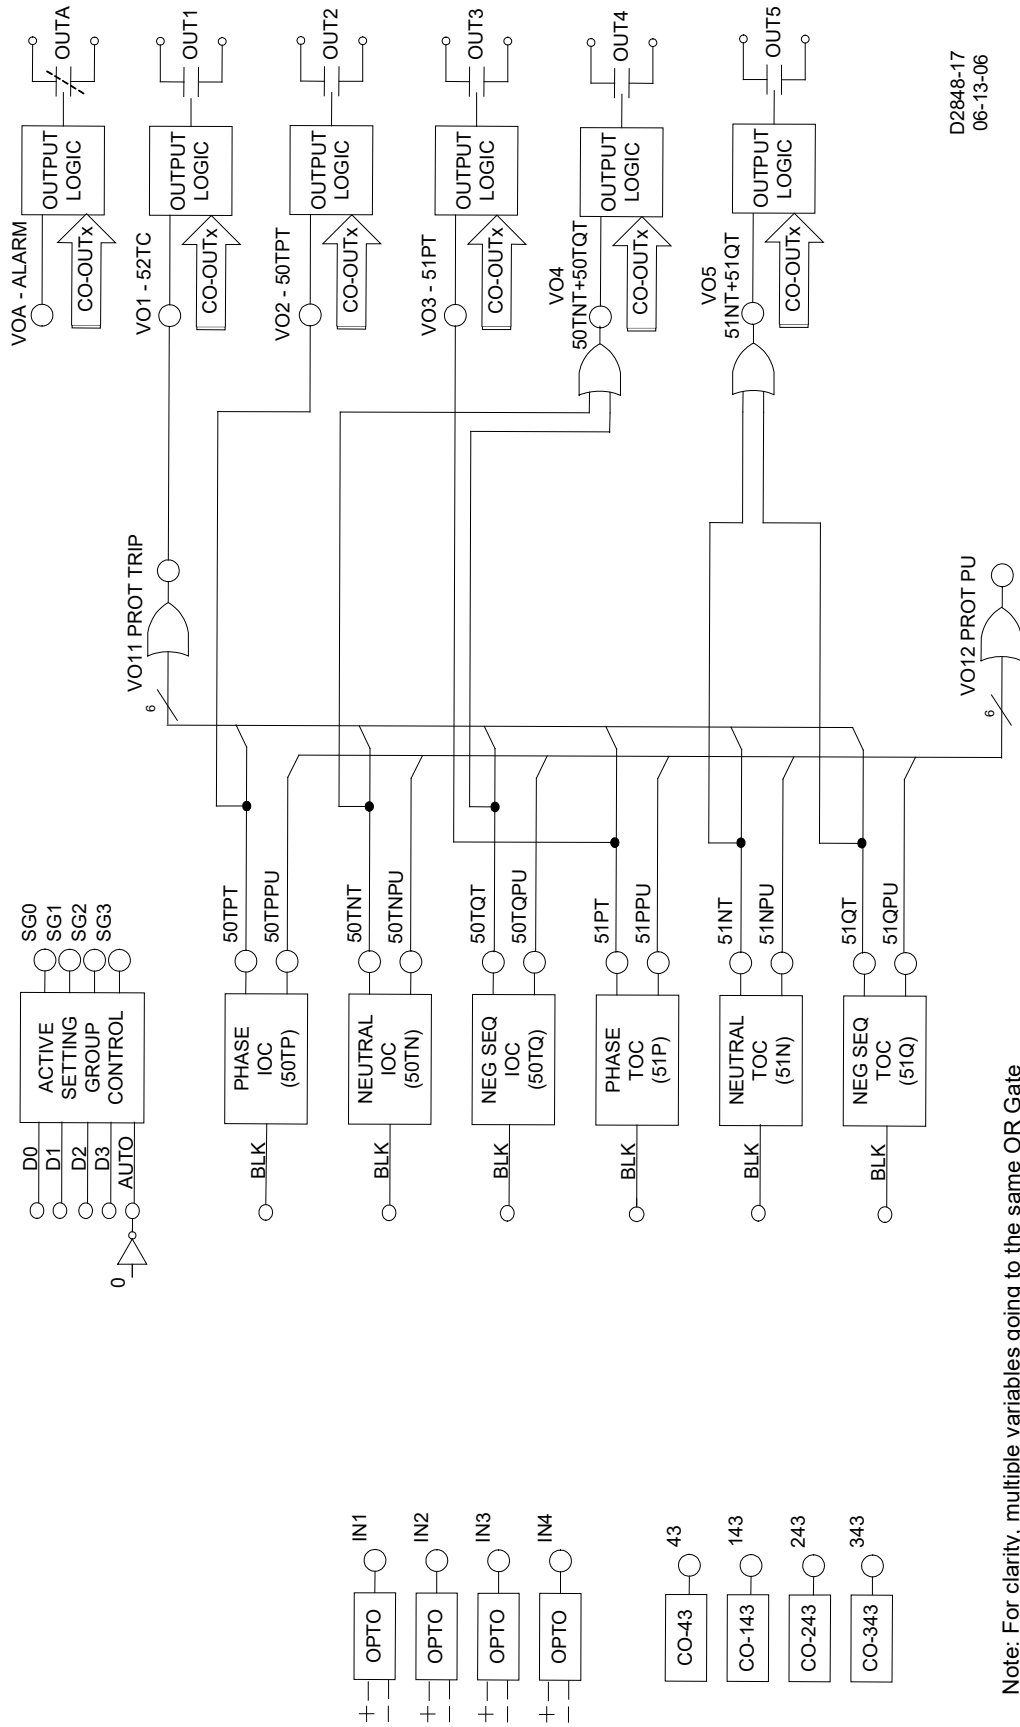 D0
D1
D2
D3
AUTO
0
ACTIVE
SETTING
GROUP
CONTROL
SG0
SG1
SG2
SG3
IN1
OPTO
+
−
IN2
OPTO
+
−
IN3
OPTO
+
−
IN4
OPTO
+
−
43
CO-43
143
CO-143
243
CO-243
343
CO-343
BLK
PHASE
IOC
(50TP)
50TPT
50TPPU
BLK
NEUTRAL
IOC
(50TN)
50TNT
50TNPU
BLK
NEG SEQ
IOC
(50TQ)
50TQT
50TQPU
BLK
PHASE
TOC
(51P)
51PT
51PPU
BLK
NEUTRAL
TOC
(51N)
51NT
51NPU
BLK
NEG SEQ
TOC
(51Q)
51QT
51QPU
6
VO11 PROT TRIP
6
VO12 PROT PU
VOA - ALARM
CO-OUTx
OUTPUT
LOGIC
OUTA
VO1 - 52TC
CO-OUTx
OUTPUT
LOGIC
OUT1
VO2 - 50TPT
CO-OUTx
OUTPUT
LOGIC
OUT2
VO3 - 51PT
CO-OUTx
OUTPUT
LOGIC
OUT3
VO4
50TNT+50TQT
CO-OUTx
OUTPUT
LOGIC
OUT4
VO5
51NT+51QT
CO-OUTx
OUTPUT
LOGIC
OUT5
D2848-17
06-13-06
Note: For clarity, multiple variables going to the same OR Gate